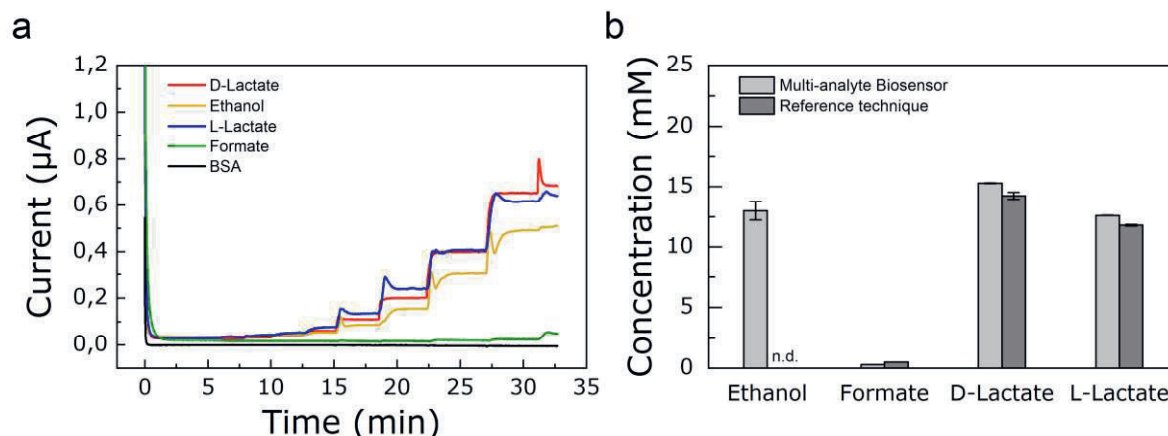 a
Current (µA)
1,2
1,0
0,8
0,6
0,4
0,2
0,0
D-Lactate
Ethanol
L-Lactate
Formate
BSA
0 5 10 15 20 25 30 35
Time (min)
b
Concentration (mM)
25
20
15
10
5
0
Multi-analyte Biosensor
Reference technique
n.d.
Ethanol Formate D-Lactate L-Lactate